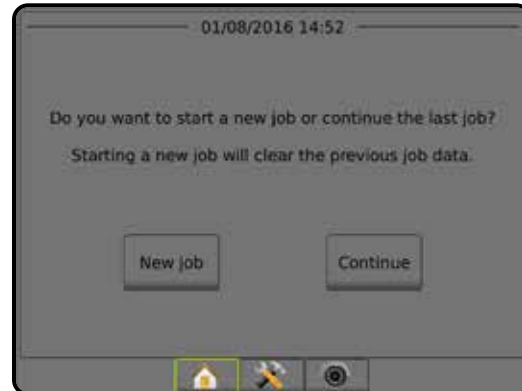 01/08/2016 14:52
Do you want to start a new job or continue the last job?
Starting a new job will clear the previous job data.
New job
Continue